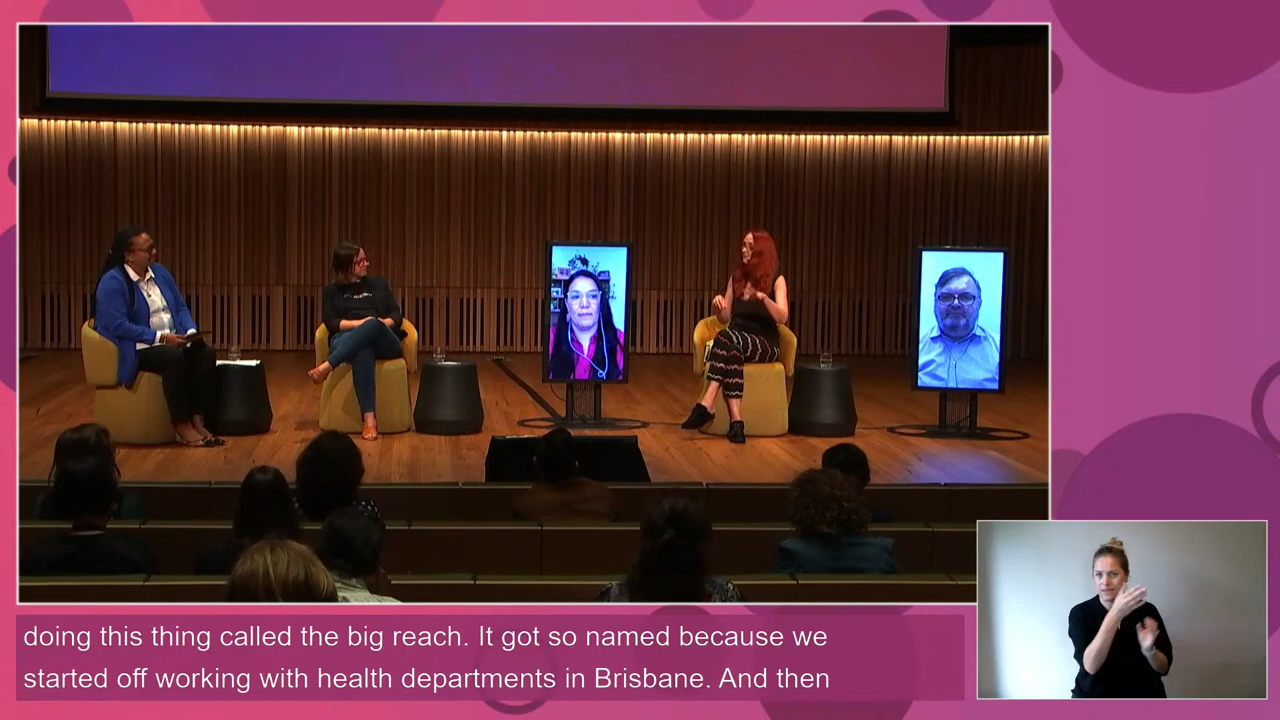 doing this thing called the big reach. It got so named because we
started off working with health departments in Brisbane. And then